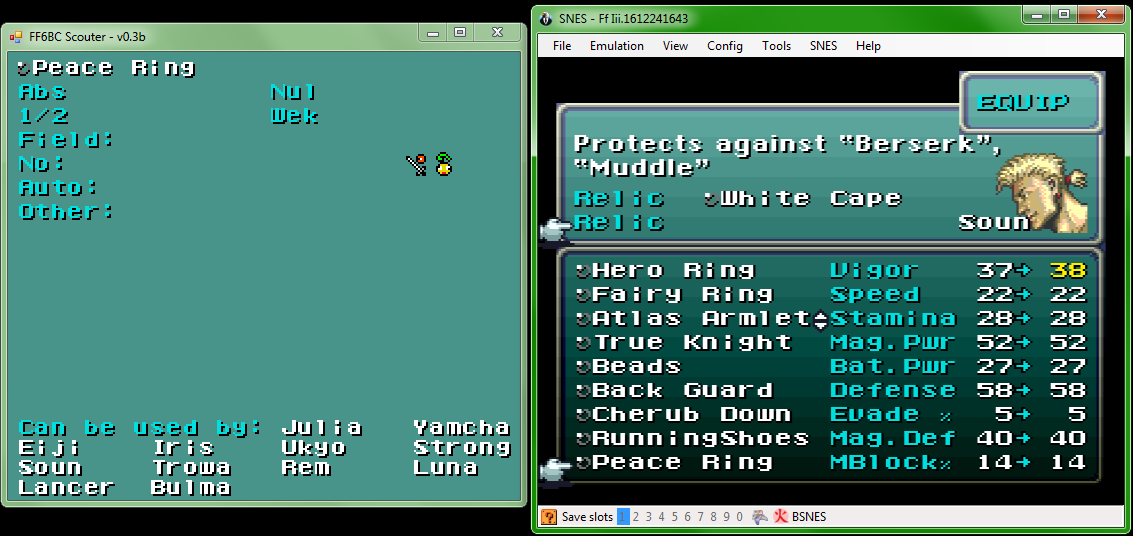 FF6BC Scouter - v0.3b
Peace Ring
Abs Nul
1/2 Wek
Field:
No:
Auto:
Other:
Can be used by: Julia Yamcha
Eiji Iris Ukyo Strong
Soun Trowa Rem Luna
Lancer Bulma
SNES - Ff Iii.1612241643
File Emulation View Config Tools SNES Help
EQUIP
Protects against “Berserk”,
“Muddle”
Relic White Cape
Relic Soun
Hero Ring Vigor 37→ 38
Fairy Ring Speed 22→ 22
Atlas Armlet Stamina 28→ 28
True Knight Mag.Pwr 52→ 52
Beads Bat.Pwr 27→ 27
Back Guard Defense 58→ 58
Cherub Down Evade % 5→ 5
RunningShoes Mag.Def 40→ 40
Peace Ring MBlock% 14→ 14
Save slots 1 2 3 4 5 6 7 8 9 0 火 BSNES